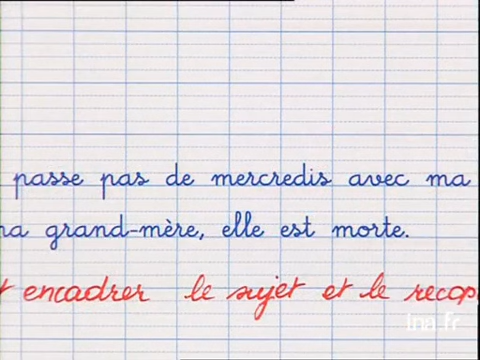 passe pas de mercredis avec ma
grand-mère, elle est morte.
encadrer le sujet et le
ina.fr